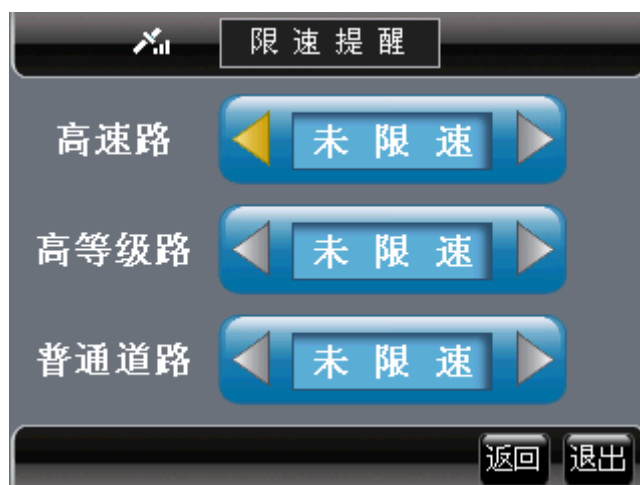 限速提醒
高速路 未限速
高等级路 未限速
普通道路 未限速
返回 退出